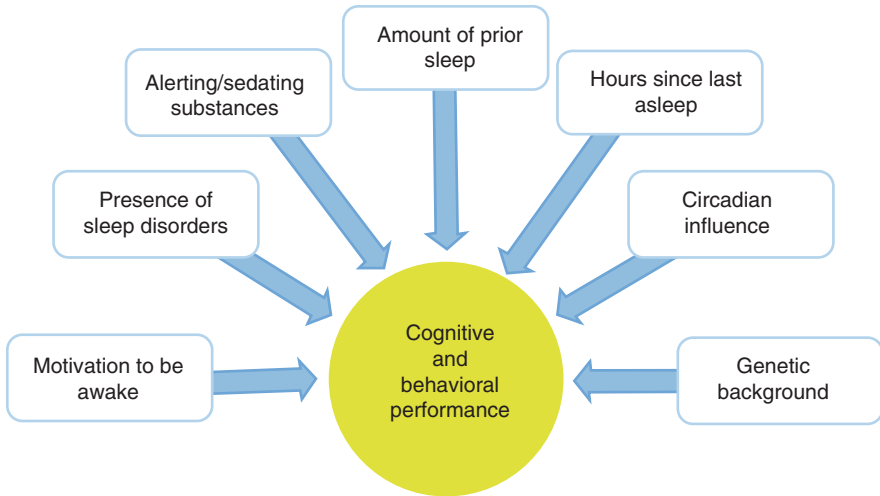 Amount of prior
sleep
Alerting/sedating
substances
Hours since last
asleep
Presence of
sleep disorders
Circadian
influence
Motivation to be
awake
Cognitive
and
behavioral
performance
Genetic
background